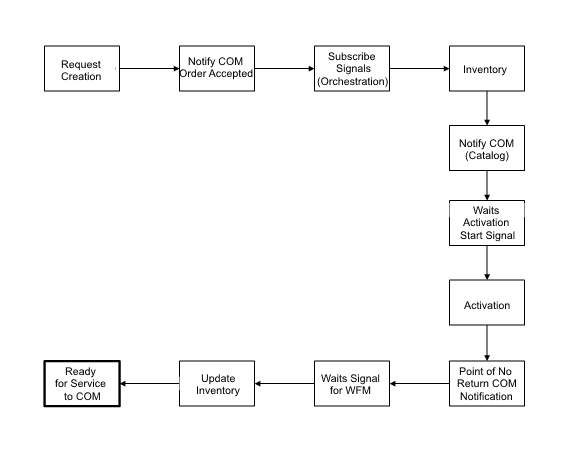 Request
Creation
Notify COM
Order Accepted
Subscribe
Signals
(Orchestration)
Inventory
Notify COM
(Catalog)
Waits
Activation
Start Signal
Activation
Point of No
Return COM
Notification
Waits Signal
for WFM
Update
Inventory
Ready
for Service
to COM